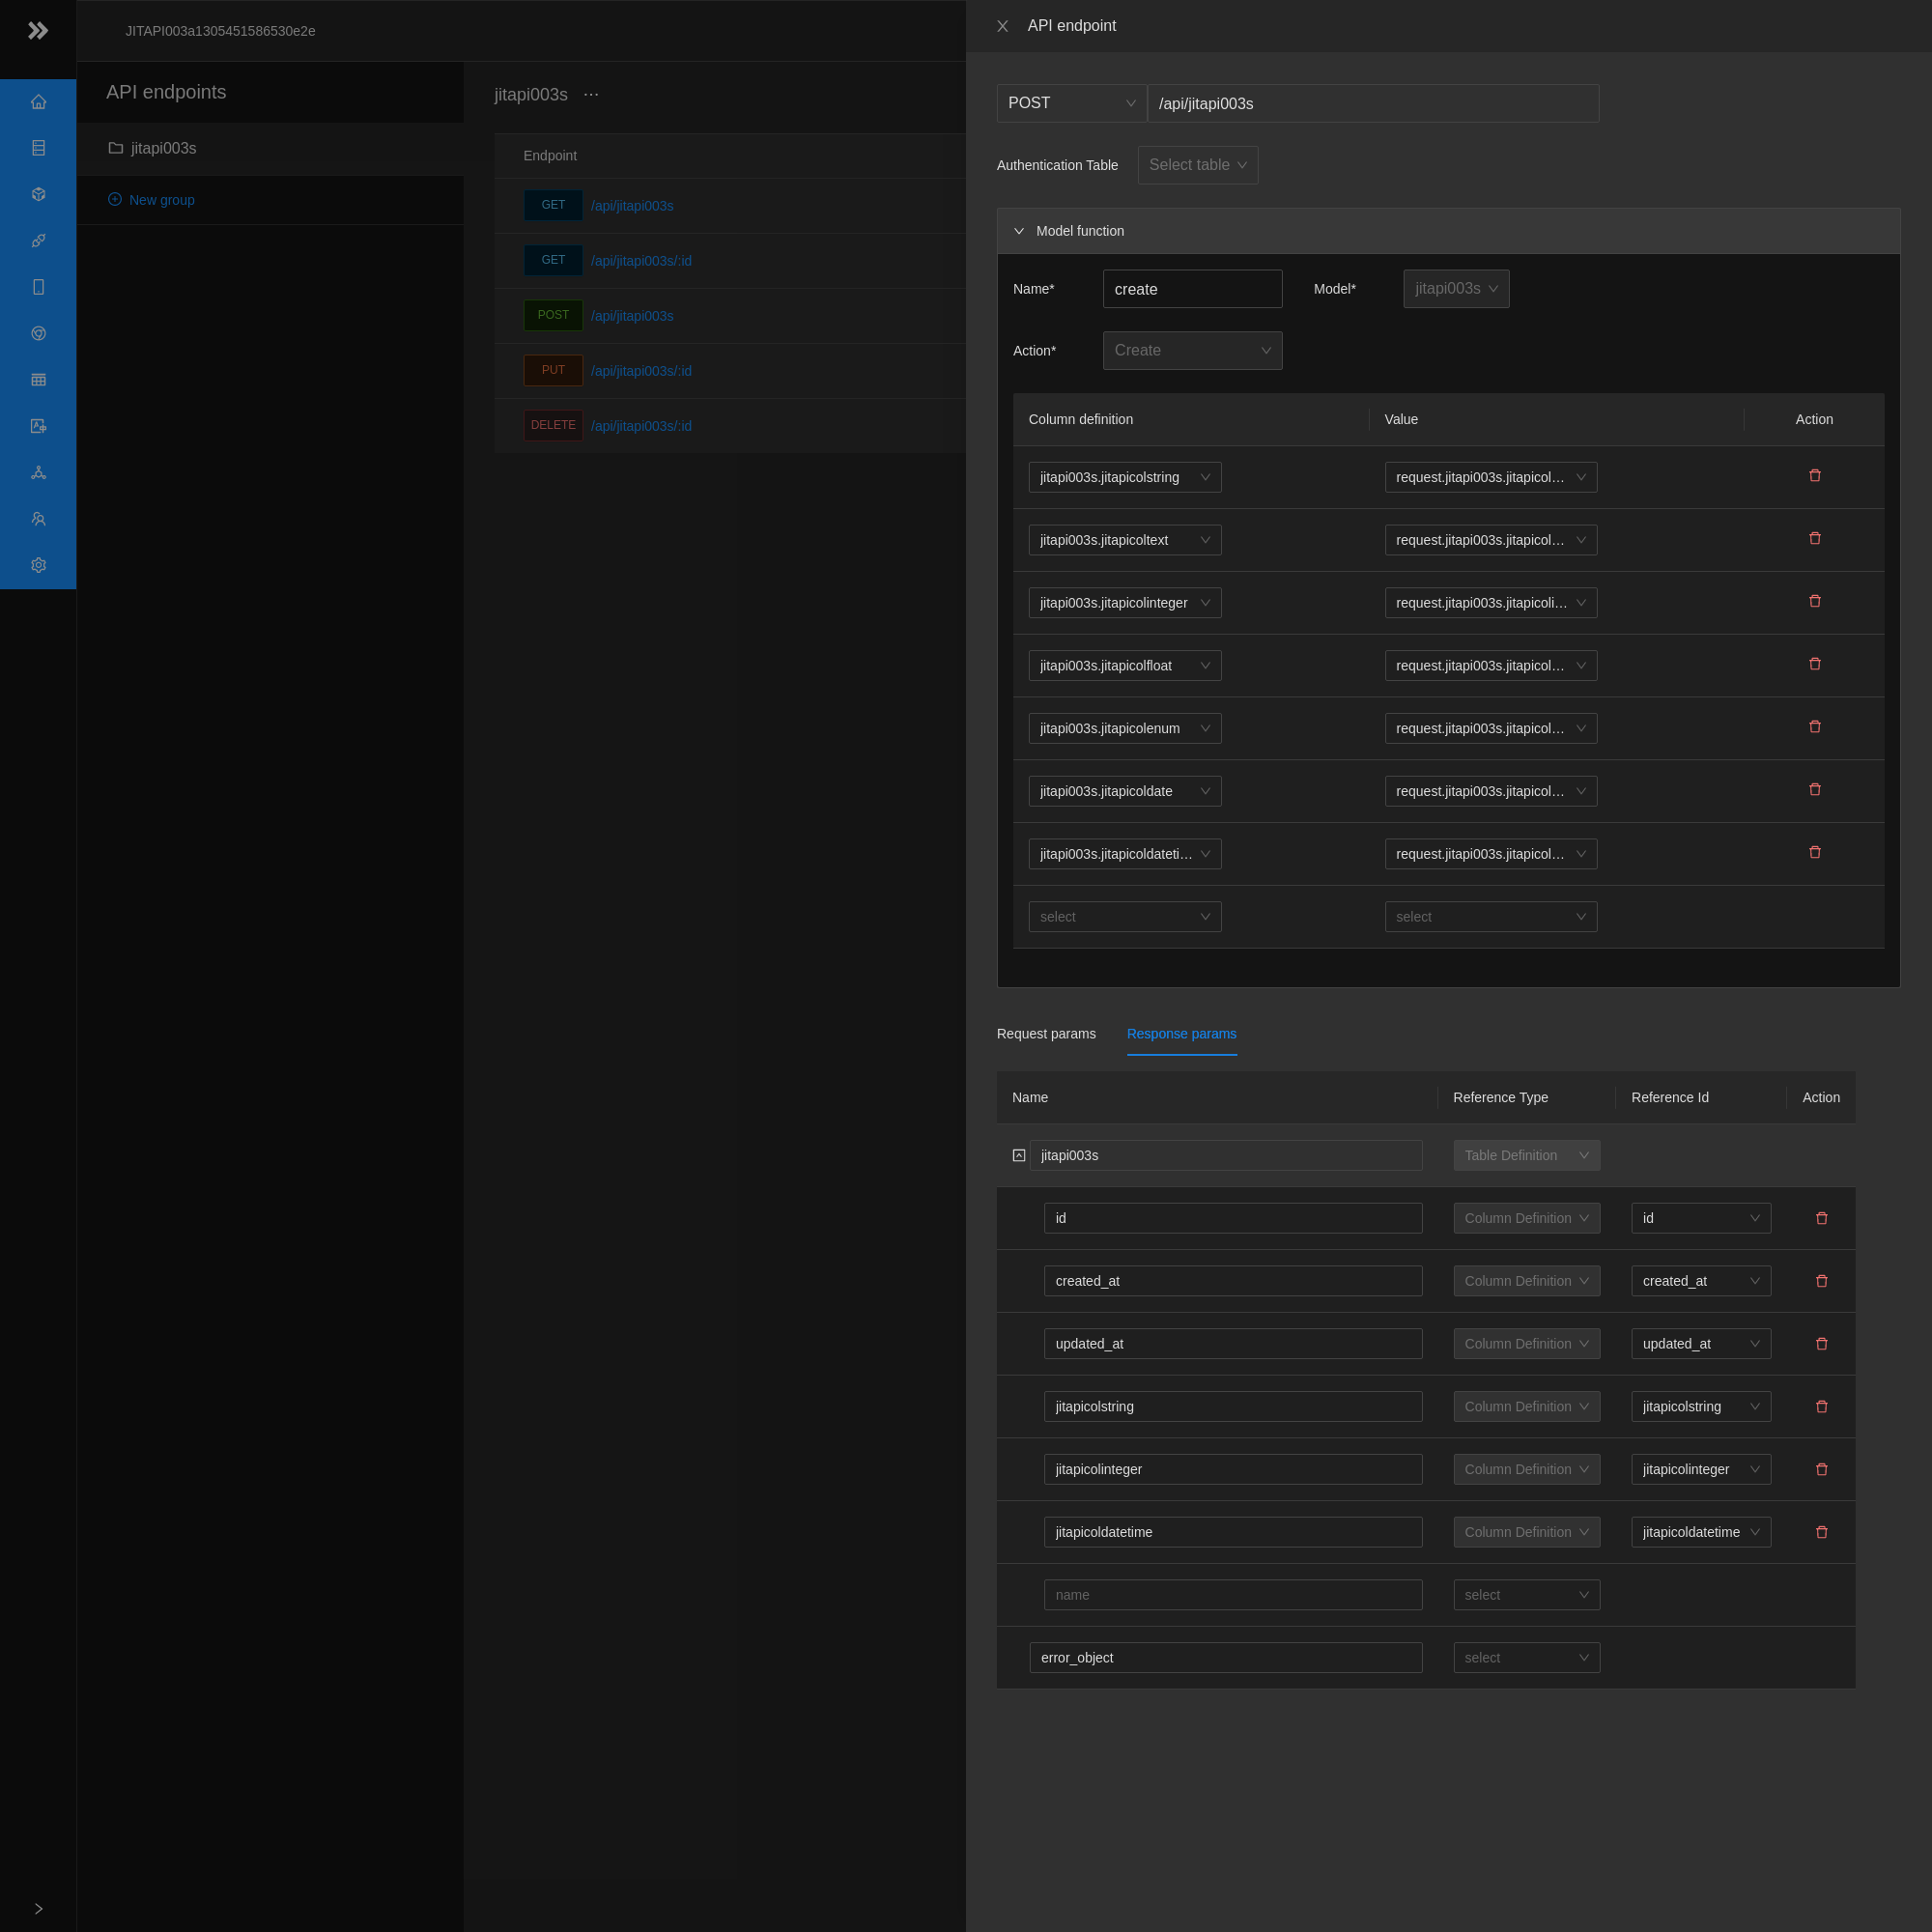 JITAPI003a1305451586530e2e
API endpoints
jitapi003s
New group
jitapi003s ···
Endpoint
GET /api/jitapi003s
GET /api/jitapi003s/:id
POST /api/jitapi003s
PUT /api/jitapi003s/:id
DELETE /api/jitapi003s/:id
API endpoint
POST /api/jitapi003s
Authentication Table Select table
Model function
Name* create Model* jitapi003s
Action* Create
Column definition Value Action
jitapi003s.jitapicolstring request.jitapi003s.jitapicol…
jitapi003s.jitapicoltext request.jitapi003s.jitapicol…
jitapi003s.jitapicolinteger request.jitapi003s.jitapicoli…
jitapi003s.jitapicolfloat request.jitapi003s.jitapicol…
jitapi003s.jitapicolenum request.jitapi003s.jitapicol…
jitapi003s.jitapicoldate request.jitapi003s.jitapicol…
jitapi003s.jitapicoldateti… request.jitapi003s.jitapicol…
select select
Request params Response params
Name Reference Type Reference Id Action
jitapi003s Table Definition
id Column Definition id
created_at Column Definition created_at
updated_at Column Definition updated_at
jitapicolstring Column Definition jitapicolstring
jitapicolinteger Column Definition jitapicolinteger
jitapicoldatetime Column Definition jitapicoldatetime
name select
error_object select